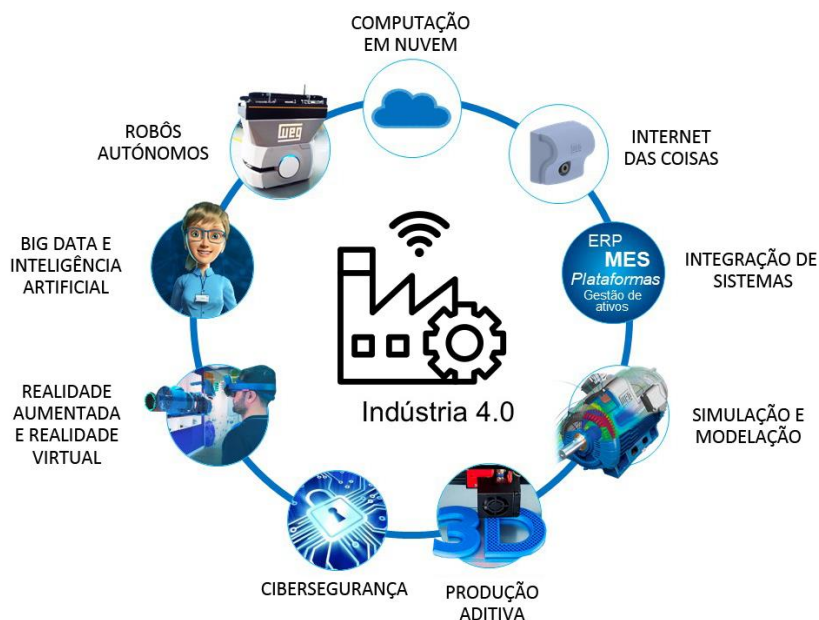 COMPUTAÇÃO
EM NUVEM
INTERNET
DAS COISAS
ERP
MES
Plataformas
Gestão de
ativos
INTEGRAÇÃO DE
SISTEMAS
SIMULAÇÃO E
MODELAÇÃO
3D
PRODUÇÃO
ADITIVA
CIBERSEGURANÇA
REALIDADE
AUMENTADA
E REALIDADE
VIRTUAL
BIG DATA E
INTELIGÊNCIA
ARTIFICIAL
ROBÔS
AUTÓNOMOS
weg
Indústria 4.0